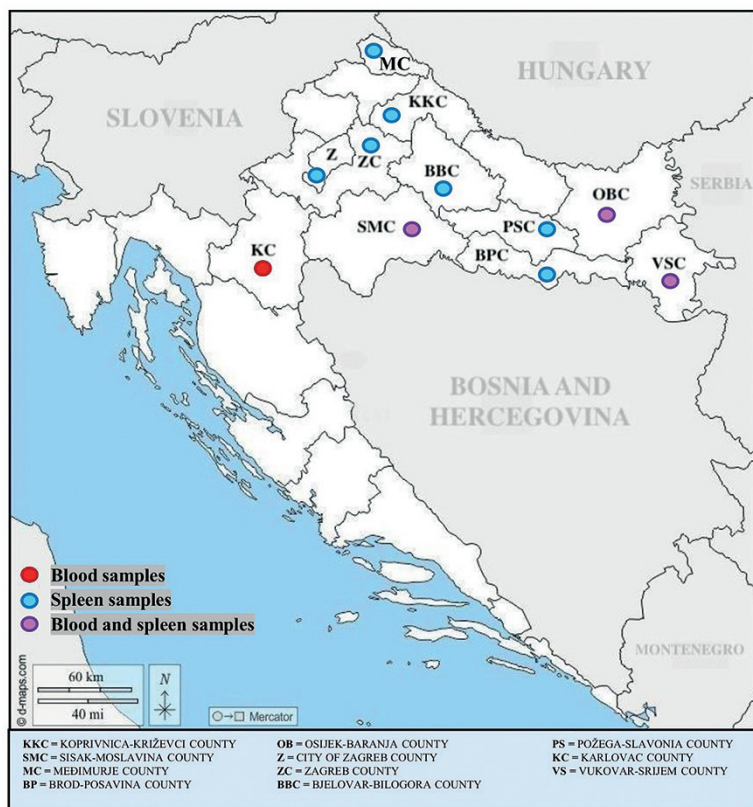 MC
HUNGARY
SLOVENIA
KKC
Z
ZC
BBC
SERBIA
OBC
SMC
PSC
KC
BPC
VSC
BOSNIA AND
HERCEGOVINA
Blood samples
Spleen samples
Blood and spleen samples
MONTENEGRO
60 km
40 mi
N
Mercator
© d-maps.com
KKC = KOPRIVNICA-KRIŽEVCI COUNTY
SMC = SISAK-MOSLAVINA COUNTY
MC = MEĐIMURJE COUNTY
BP = BROD-POSAVINA COUNTY
OB = OSIJEK-BARANJA COUNTY
Z = CITY OF ZAGREB COUNTY
ZC = ZAGREB COUNTY
BBC = BJELOVAR-BILOGORA COUNTY
PS = POŽEGA-SLAVONIA COUNTY
KC = KARLOVAC COUNTY
VS = VUKOVAR-SRIJEM COUNTY